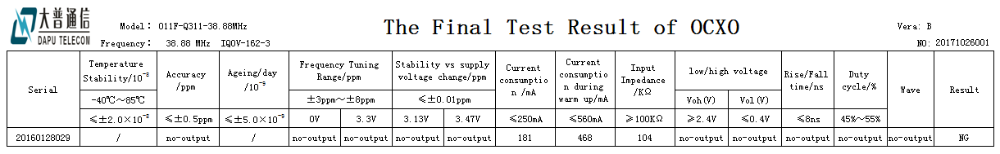 大普通信
DAPU TELECOM
Model: O11F-Q311-38.88MHz
Frequency: 38.88 MHz IQOV-162-3
The Final Test Result of OCXO
Vera: B
NO: 20171026001
Serial
Temperature
Stability/10⁻⁸
-40℃～85℃
≤±2.0×10⁻⁸
Accuracy
/ppm
≤±0.5ppm
Ageing/day
/10⁻⁹
≤±5.0×10⁻⁹
Frequency Tuning
Range/ppm
±3ppm～±8ppm
0V 3.3V
Stability vs supply
voltage change/ppm
≤±0.01ppm
3.13V 3.47V
Current
consumptio
n /mA
≤250mA
Current
consumptio
n during
warm up/mA
≤560mA
Input
Impedance
/KΩ
≥100KΩ
low/high voltage
Voh(V) Vol(V)
≥2.4V ≤0.4V
Rise/Fall
time/ns
≤8ns
Duty
cycle/%
45%～55%
Wave
Result
20160128029 / no-output / no-output no-output no-output no-output 181 468 104 no-output no-output no-output no-output no-output NG